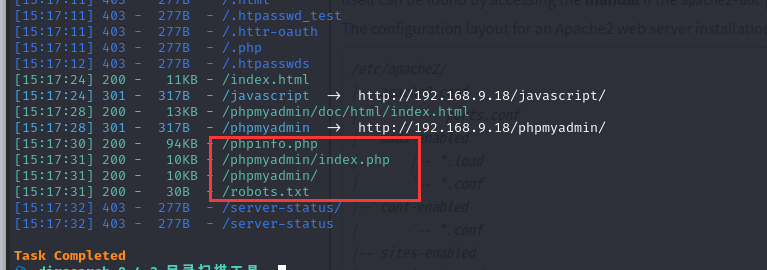 [15:17:11] 403 - 277B - /.html
itself can be found by accessing the manual if the apache2-doc
[15:17:11] 403 - 277B - /.htpasswd_test
[15:17:11] 403 - 277B - /.httr-oauth
The configuration layout for an Apache2 web server installation
[15:17:11] 403 - 277B - /.php
[15:17:12] 403 - 277B - /.htpasswds
/etc/apache2/
[15:17:24] 200 - 11KB - /index.html
[15:17:24] 301 - 317B - /javascript -> http://192.168.9.18/javascript/
[15:17:28] 200 - 13KB - /phpmyadmin/doc/html/index.html
[15:17:28] 301 - 317B - /phpmyadmin -> http://192.168.9.18/phpmyadmin/
[15:17:30] 200 - 94KB - /phpinfo.php
[15:17:31] 200 - 10KB - /phpmyadmin/index.php
|-- *.load
[15:17:31] 200 - 10KB - /phpmyadmin/
[15:17:31] 200 - 30B - /robots.txt
|-- *.conf
[15:17:32] 403 - 277B - /server-status/
|-- conf-enabled
[15:17:32] 403 - 277B - /server-status
|-- *.conf
Task Completed
|-- sites-enabled